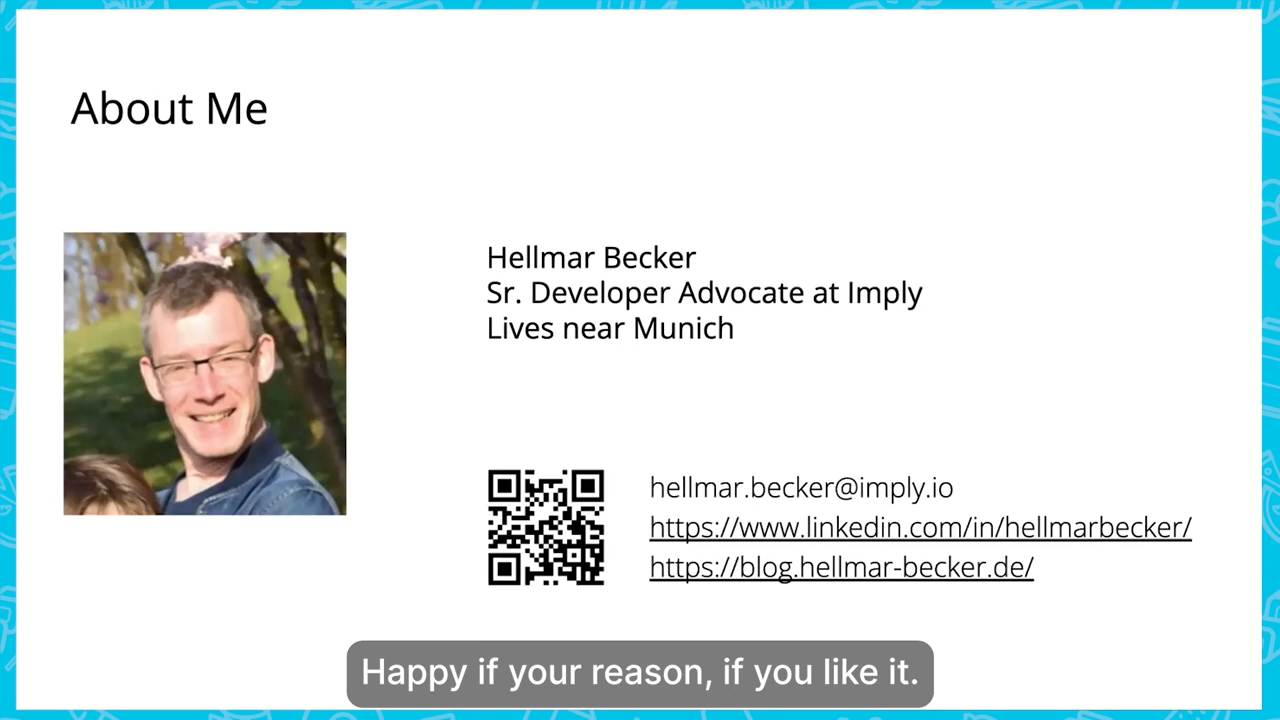 About Me
Hellmar Becker
Sr. Developer Advocate at Imply
Lives near Munich
hellmar.becker@imply.io
https://www.linkedin.com/in/hellmarbecker/
https://blog.hellmar-becker.de/
Happy if your reason, if you like it.